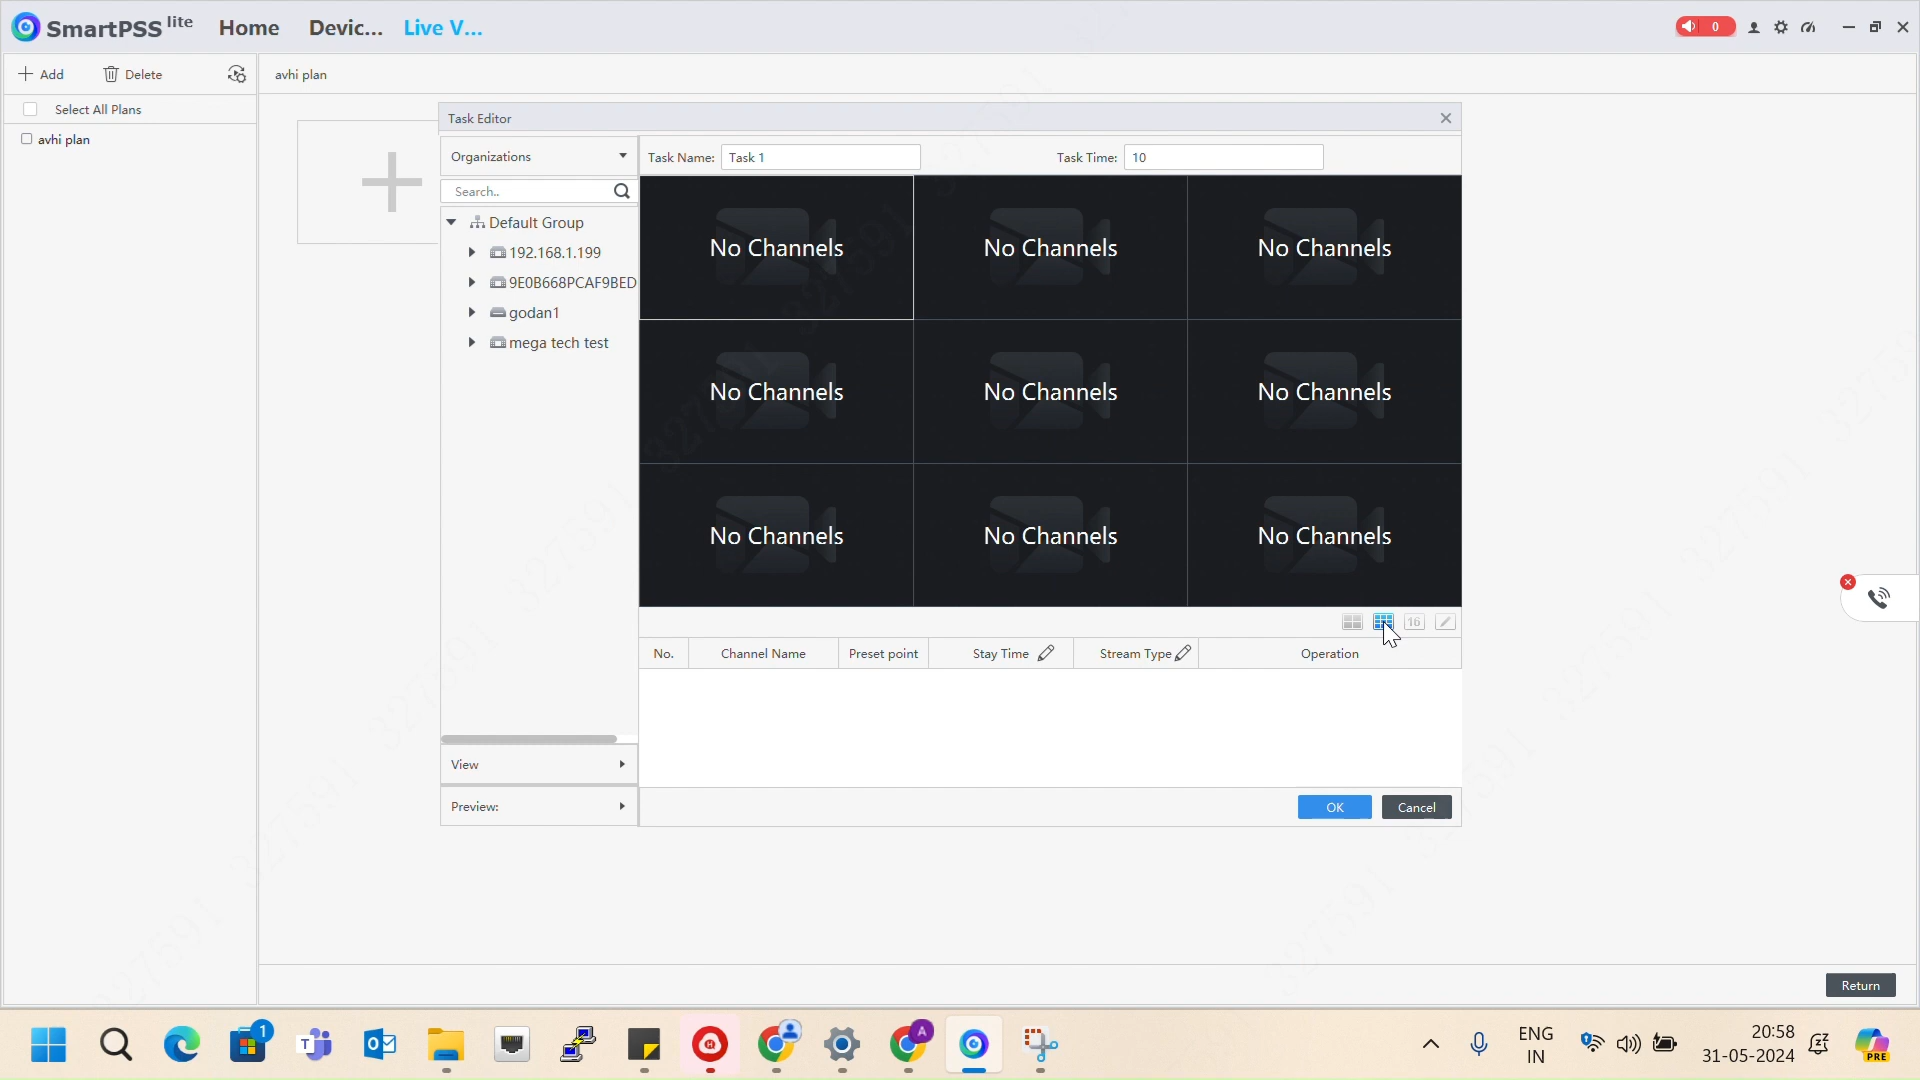 SmartPSS lite Home Devic... Live V... 0
Add Delete avhi plan
Select All Plans
avhi plan
Task Editor
Organizations Task Name: Task 1 Task Time: 10
Search..
Default Group
192.168.1.199
9E0B668PCAF9BED
godan1
mega tech test
No Channels No Channels No Channels
No Channels No Channels No Channels
No Channels No Channels No Channels
16
No. Channel Name Preset point Stay Time Stream Type Operation
View
Preview:
OK Cancel
Return
1 T A
ENG
IN
20:58
31-05-2024
PRE
327591 327591